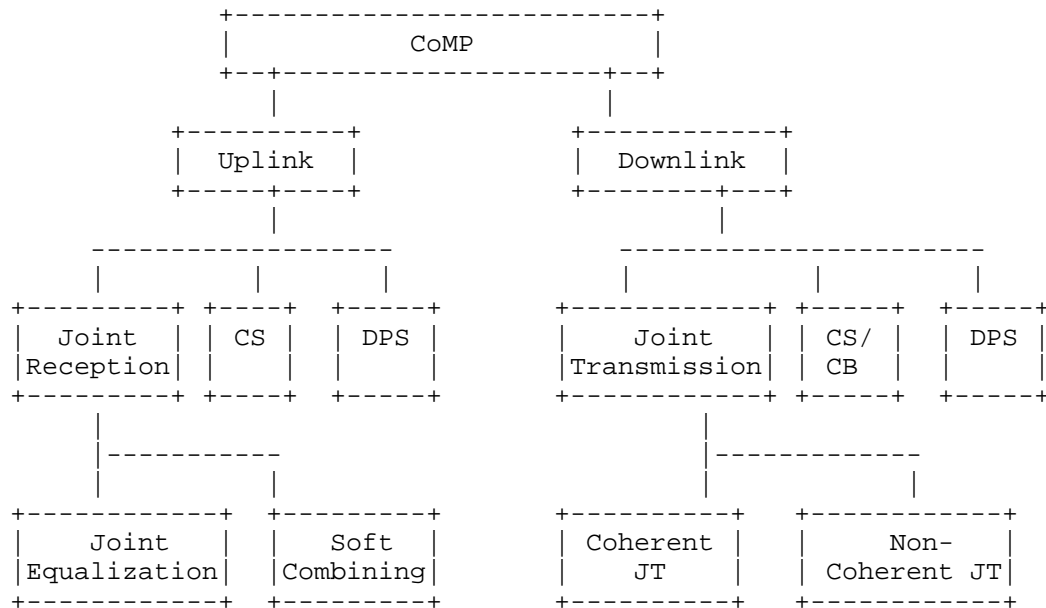 CoMP
Uplink
Downlink
Joint
Reception
CS
DPS
Joint
Transmission
CS/
CB
DPS
Joint
Equalization
Soft
Combining
Coherent
JT
Non-
Coherent JT